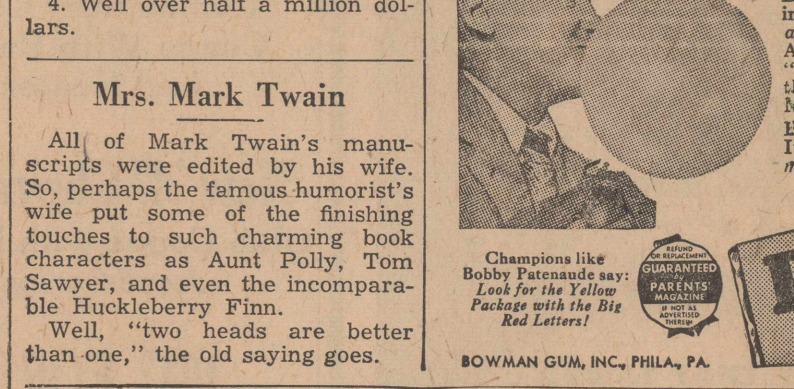 4. Well over half a million dol-
lars.
Mrs. Mark Twain
All of Mark Twain's manu-
scripts were edited by his wife.
So, perhaps the famous humorist's
wife put some of the finishing
touches to such charming book
characters as Aunt Polly, Tom
Sawyer, and even the incompara-
ble Huckleberry Finn.
Well, "two heads are better
than one," the old saying goes.
Champions like
Bobby Patenaude say:
Look for the Yellow
Package with the Big
Red Letters!
REFUND
OR REPLACEMENT
GUARANTEED
by
PARENTS'
MAGAZINE
IF NOT AS
ADVERTISED
THEREIN
BOWMAN GUM, INC., PHILA., PA.